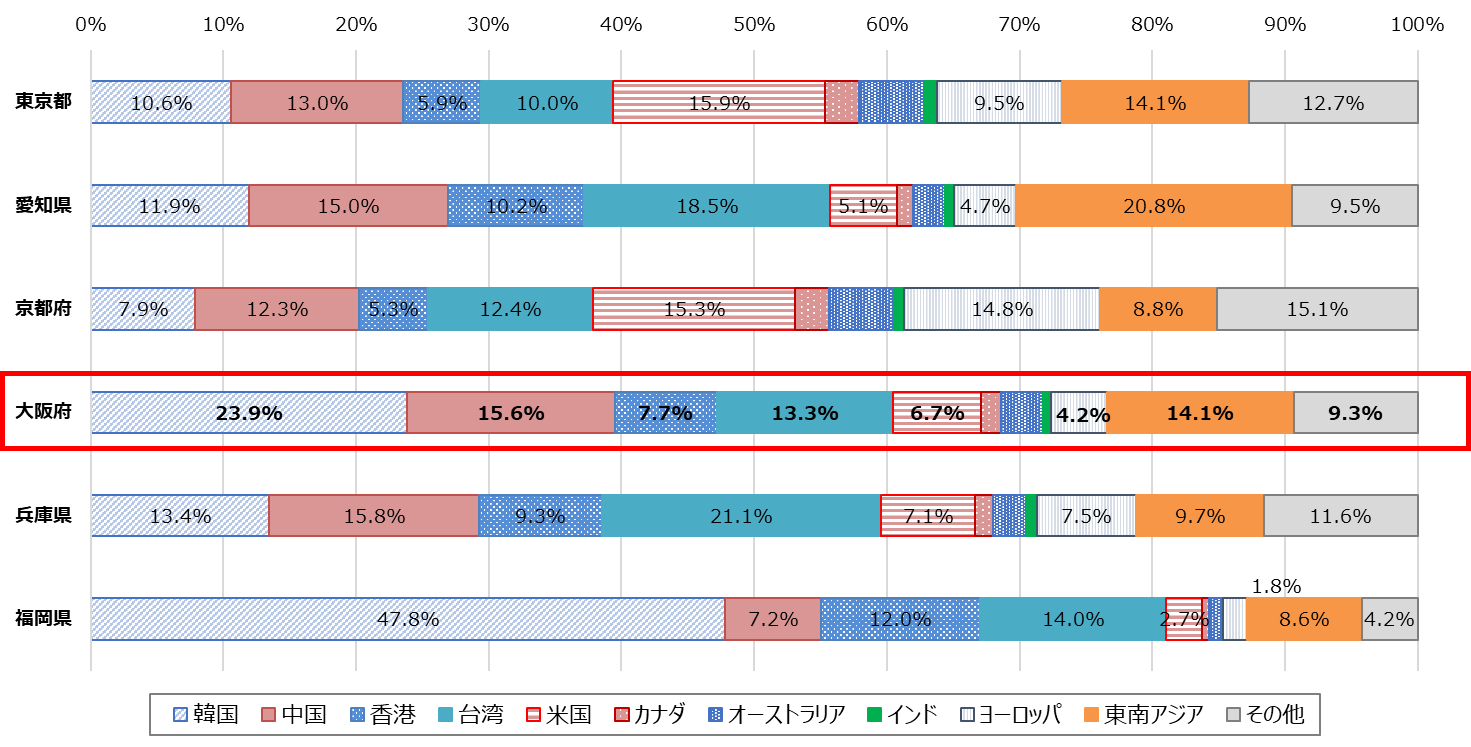 0% 10% 20% 30% 40% 50% 60% 70% 80% 90% 100%
東京都 10.6% 13.0% 5.9% 10.0% 15.9% 9.5% 14.1% 12.7%
愛知県 11.9% 15.0% 10.2% 18.5% 5.1% 4.7% 20.8% 9.5%
京都府 7.9% 12.3% 5.3% 12.4% 15.3% 14.8% 8.8% 15.1%
大阪府 23.9% 15.6% 7.7% 13.3% 6.7% 4.2% 14.1% 9.3%
兵庫県 13.4% 15.8% 9.3% 21.1% 7.1% 7.5% 9.7% 11.6%
1.8%
福岡県 47.8% 7.2% 12.0% 14.0% 2.7% 8.6% 4.2%
韓国 中国 香港 台湾 米国 カナダ オーストラリア インド ヨーロッパ 東南アジア その他